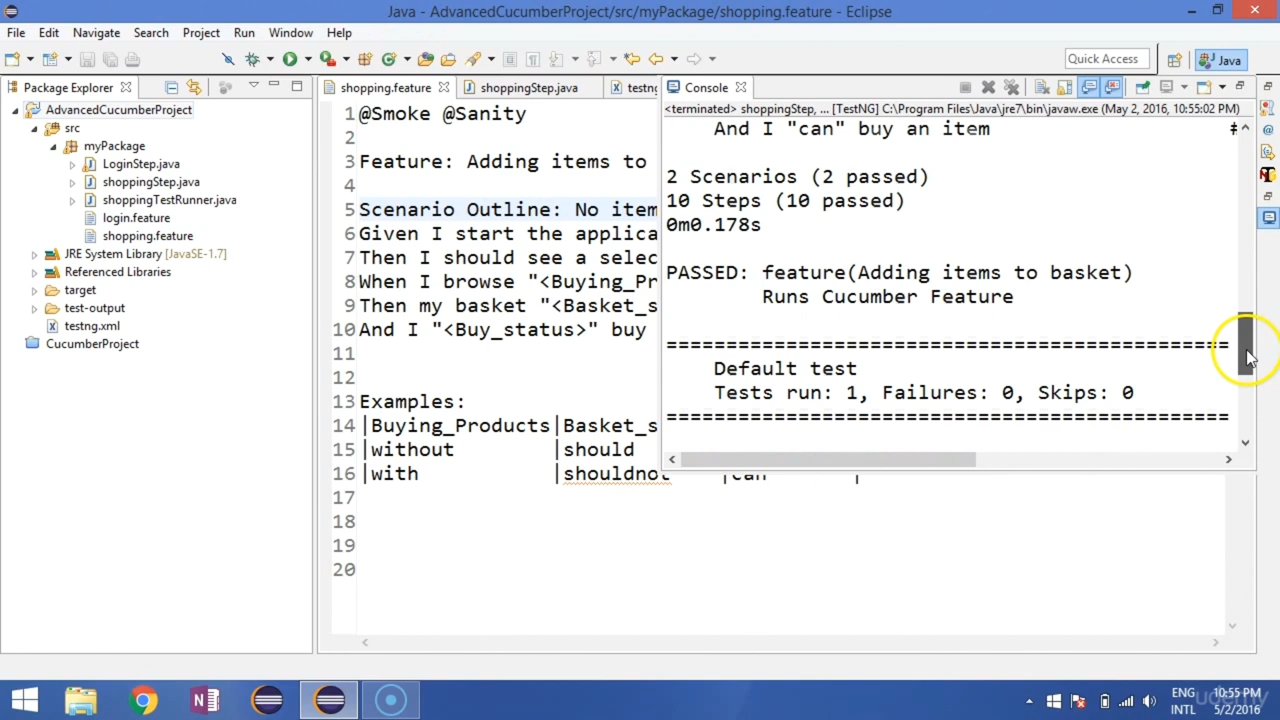 Java - AdvancedCucumberProject/src/myPackage/shopping.feature - Eclipse
File Edit Navigate Search Project Run Window Help
Quick Access
Java
Package Explorer
AdvancedCucumberProject
src
myPackage
LoginStep.java
shoppingStep.java
shoppingTestRunner.java
login.feature
shopping.feature
JRE System Library [JavaSE-1.7]
Referenced Libraries
target
test-output
testng.xml
CucumberProject
shopping.feature shoppingStep.java testn
1 @Smoke @Sanity
2
3 Feature: Adding items to
4
5 Scenario Outline: No item
6 Given I start the applica
7 Then I should see a selec
8 When I browse "<Buying_Pr
9 Then my basket "<Basket_s
10 And I "<Buy_status>" buy
11
12
13 Examples:
14 |Buying_Products|Basket_s
15 |without |should
16 |with |shouldnot |can |
17
18
19
20
Console
<terminated> shoppingStep, ... [TestNG] C:\Program Files\Java\jre7\bin\javaw.exe (May 2, 2016, 10:55:02 PM)
And I "can" buy an item #
2 Scenarios (2 passed)
10 Steps (10 passed)
0m0.178s
PASSED: feature(Adding items to basket)
Runs Cucumber Feature
===============================================
Default test
Tests run: 1, Failures: 0, Skips: 0
===============================================
ENG
INTL
10:55 PM
5/2/2016
udemy